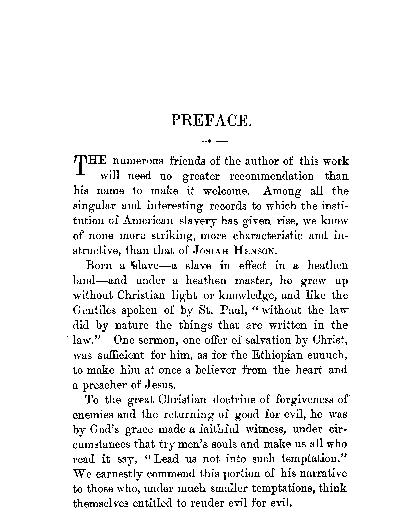 PREFACE.
THE numerous friends of the author of this work
will need no greater recommendation than
his name to make it welcome. Among all the
singular and interesting records to which the insti-
tution of American slavery has given rise, we know
of none more striking, more characteristic and in-
structive, than that of JOSIAH HENSON.
Born a slave—a slave in effect in a heathen
land—and under a heathen master, he grew up
without Christian light or knowledge, and like the
Gentiles spoken of by St. Paul, "without the law
did by nature the things that are written in the
law." One sermon, one offer of salvation by Christ,
was sufficient for him, as for the Ethiopian eunuch,
to make him at once a believer from the heart and
a preacher of Jesus.
To the great Christian doctrine of forgiveness of
enemies and the returning of good for evil, he was
by God's grace made a faithful witness, under cir-
cumstances that try men's souls and make us all who
read it say, "Lead us not into such temptation."
We earnestly commend this portion of his narrative
to those who, under much smaller temptations, think
themselves entitled to render evil for evil.